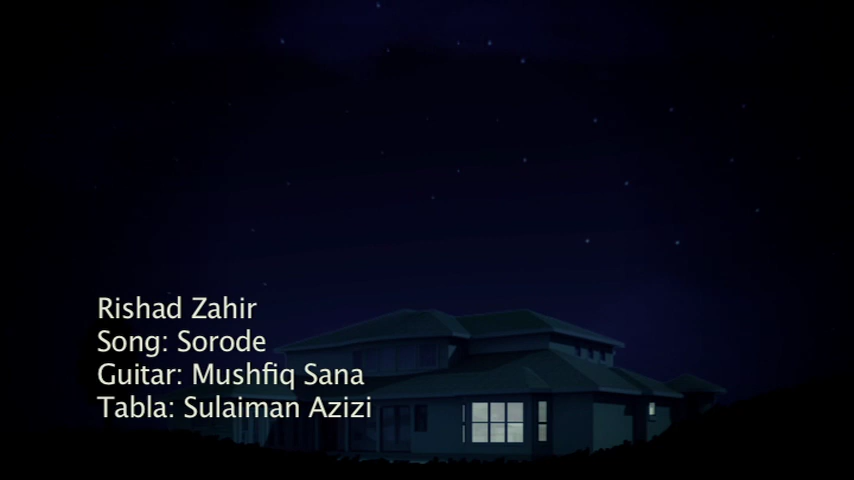 Rishad Zahir
Song: Sorode
Guitar: Mushfiq Sana
Tabla: Sulaiman Azizi